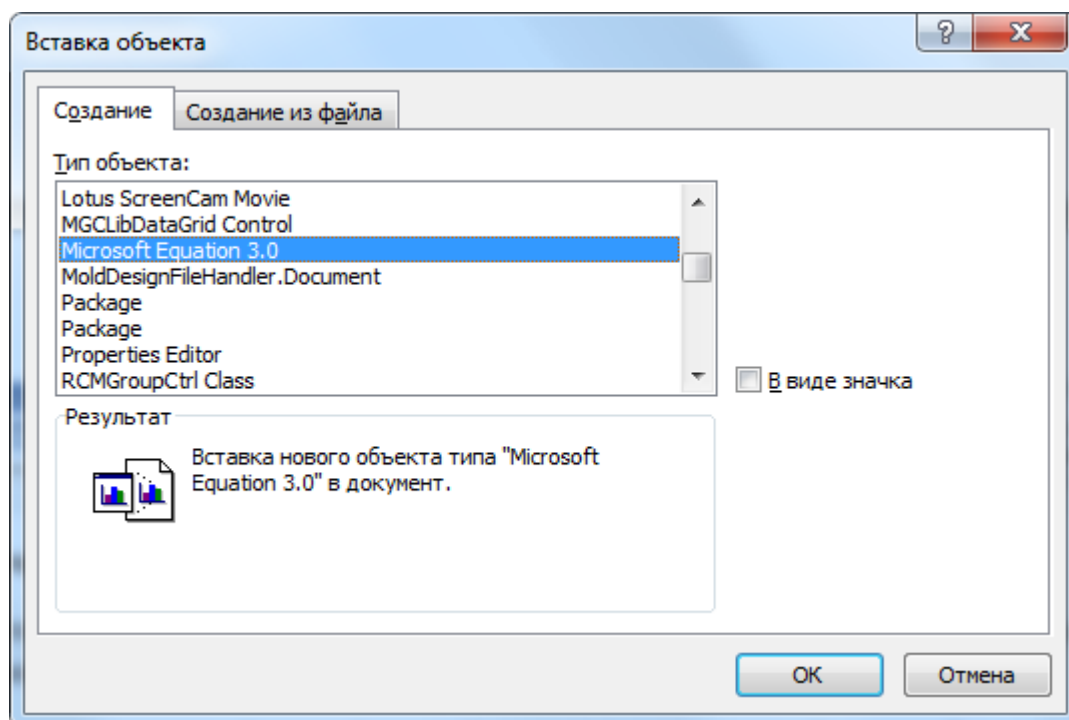 Вставка объекта
Создание
Создание из файла
Тип объекта:
Lotus ScreenCam Movie
MGCLibDataGrid Control
Microsoft Equation 3.0
MoldDesignFileHandler.Document
Package
Package
Properties Editor
RCMGroupCtrl Class
В виде значка
Результат
Вставка нового объекта типа "Microsoft
Equation 3.0" в документ.
ОК
Отмена